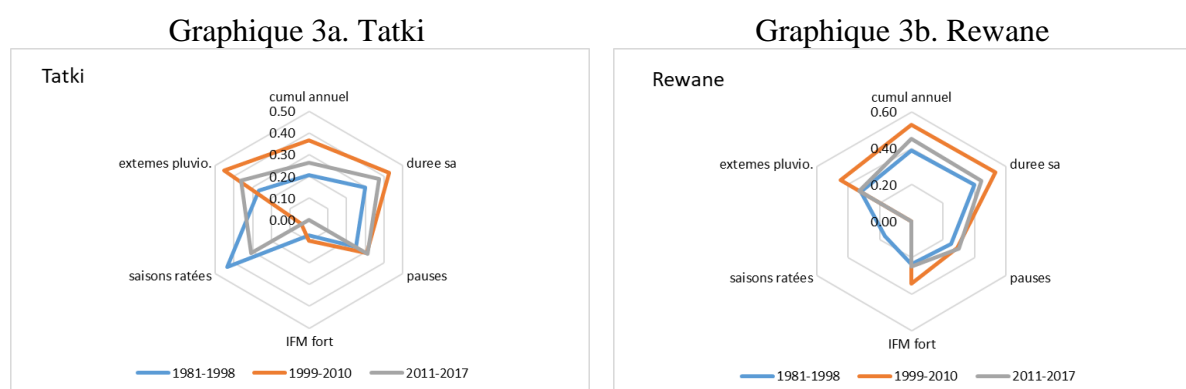 Graphique 3a. Tatki
Tatki
cumul annuel
0.50
0.40
0.30
0.20
0.10
0.00
duree sa
pauses
IFM fort
saisons ratées
extemes pluvio.
1981-1998
1999-2010
2011-2017
Graphique 3b. Rewane
Rewane
cumul annuel
0.60
0.40
0.20
0.00
duree sa
pauses
IFM fort
saisons ratées
extemes pluvio.
1981-1998
1999-2010
2011-2017